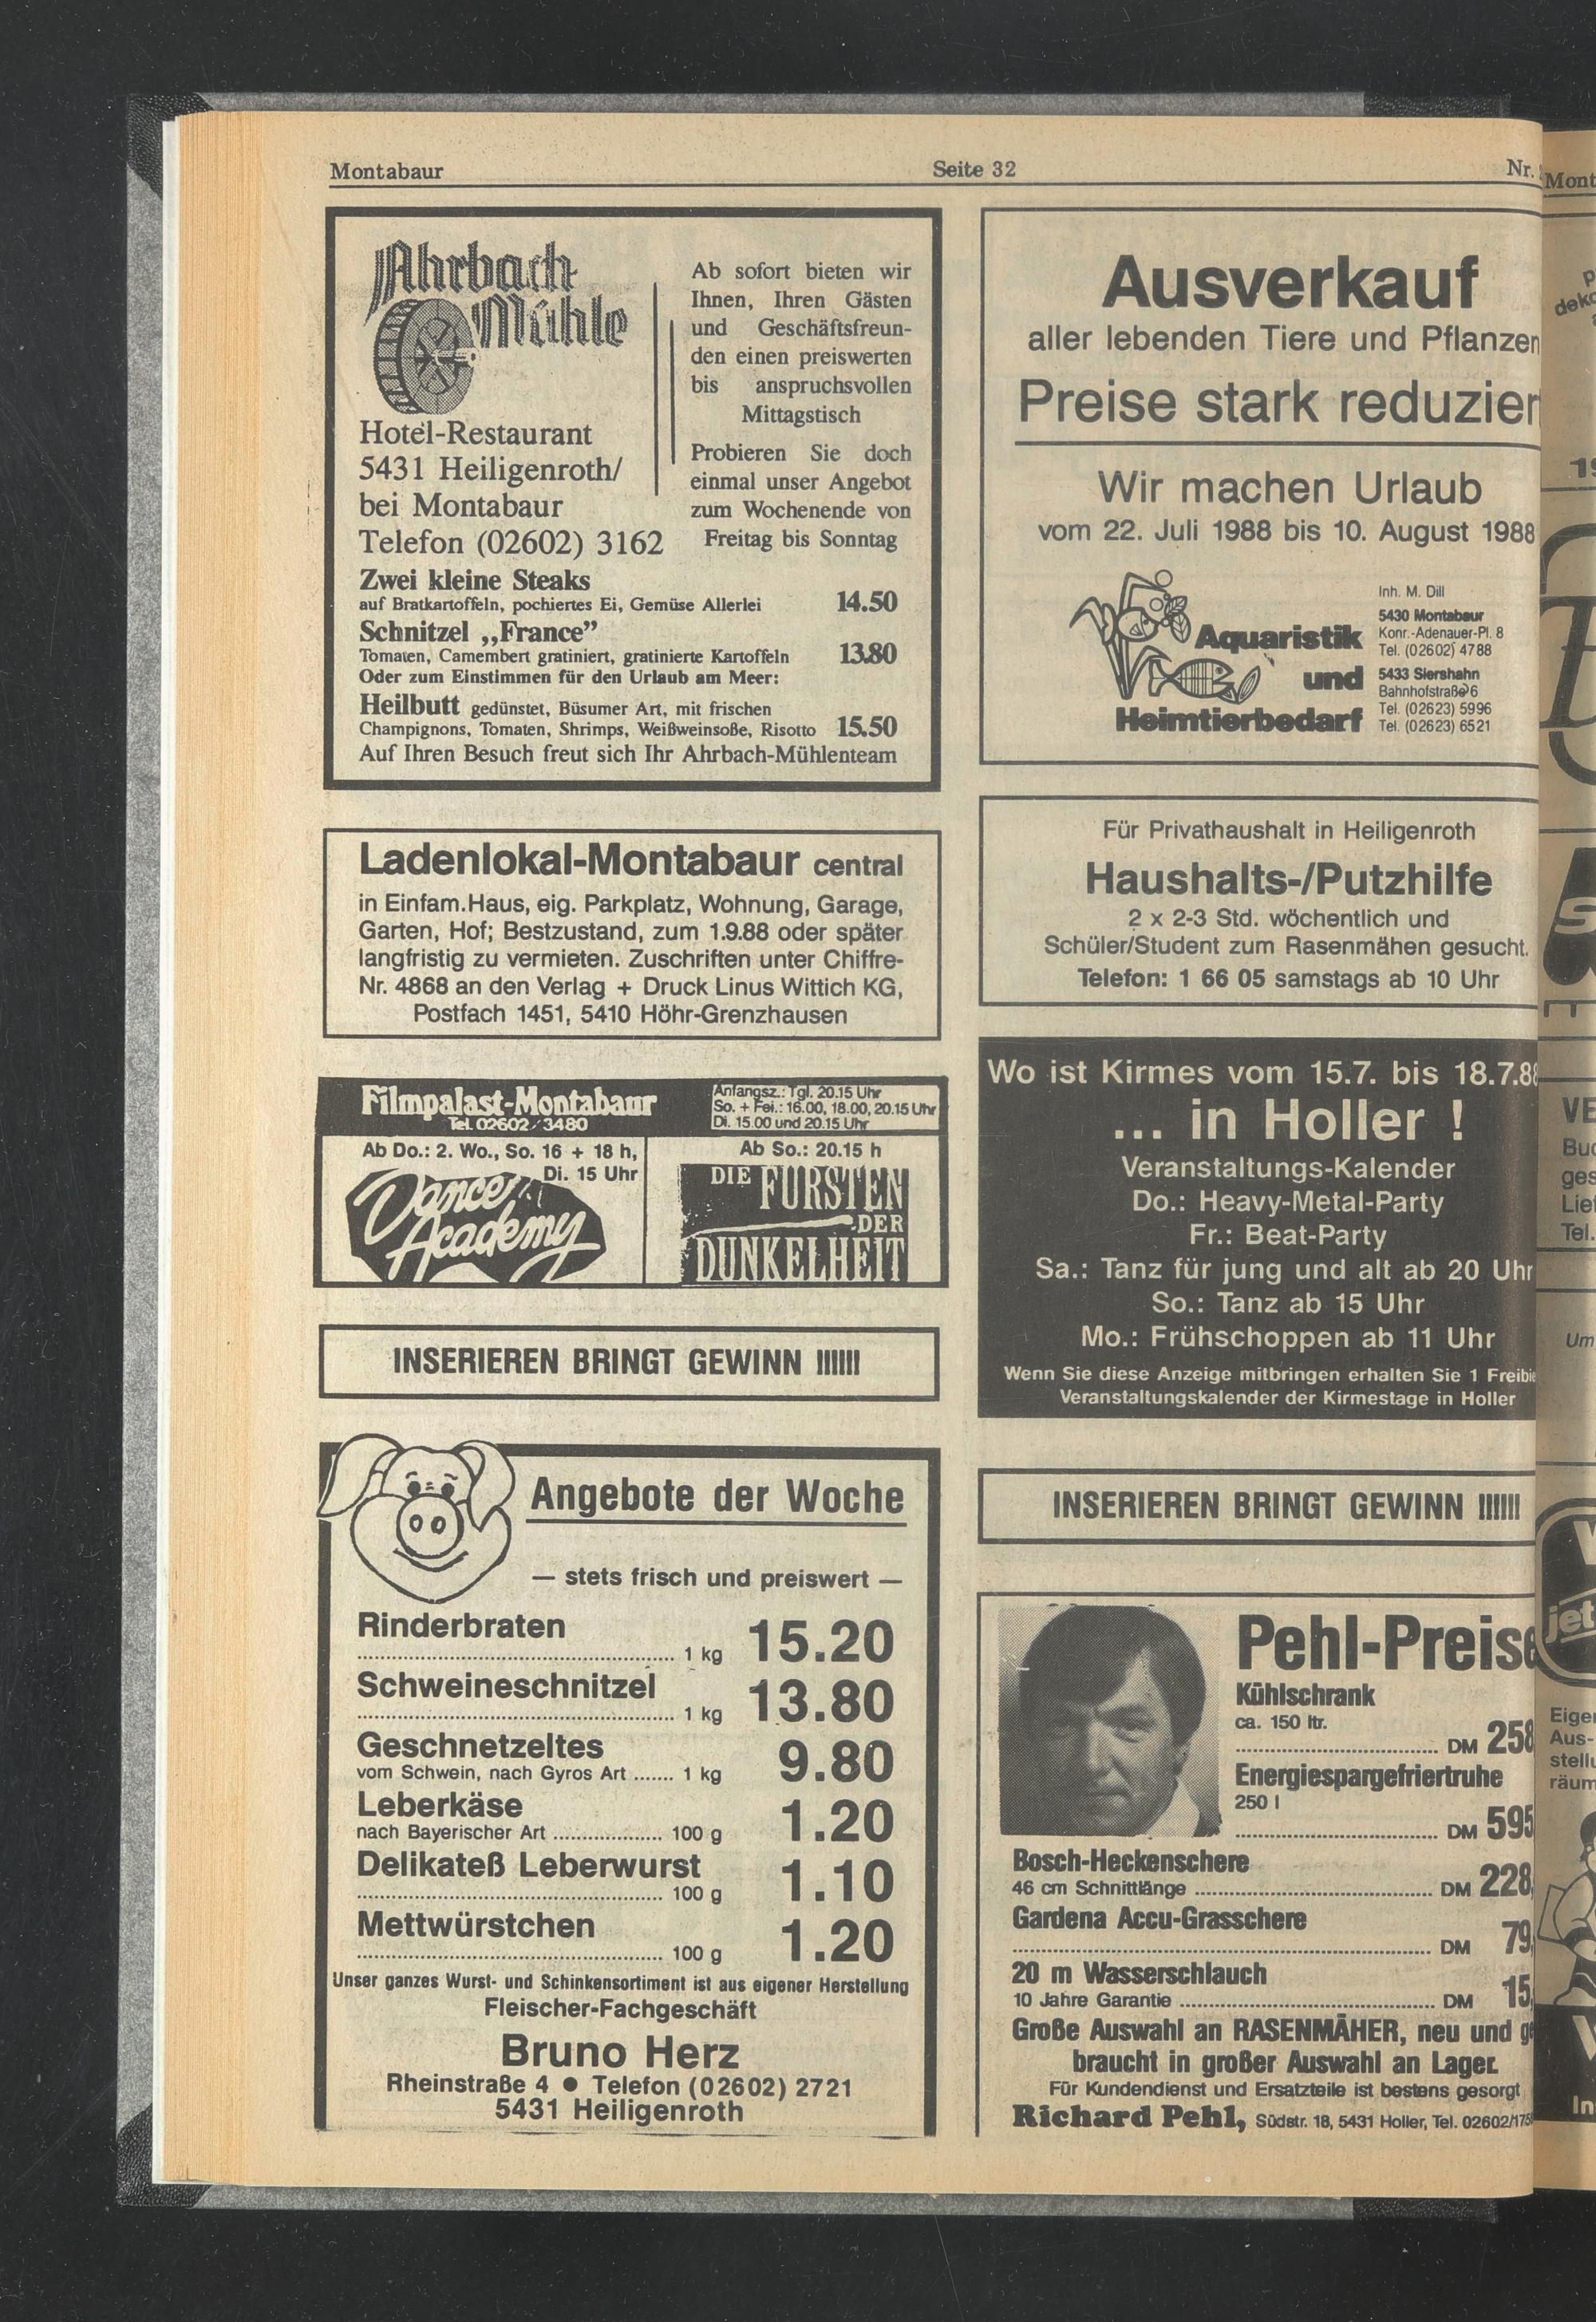 Montabaur
Seite 32
Nr.
Ahrbach
Mühle
Hotel-Restaurant
5431 Heiligenroth/
bei Montabaur
Telefon (02602) 3162
Ab sofort bieten wir
Ihnen, Ihren Gästen
und Geschäftsfreun-
den einen preiswerten
bis anspruchsvollen
Mittagstisch
Probieren Sie doch
einmal unser Angebot
zum Wochenende von
Freitag bis Sonntag
Zwei kleine Steaks
auf Bratkartoffeln, pochiertes Ei, Gemüse Allerlei 14.50
Schnitzel „France”
Tomaten, Camembert gratiniert, gratinierte Kartoffeln 13.80
Oder zum Einstimmen für den Urlaub am Meer:
Heilbutt gedünstet, Büsumer Art, mit frischen
Champignons, Tomaten, Shrimps, Weißweinsoße, Risotto 15.50
Auf Ihren Besuch freut sich Ihr Ahrbach-Mühlenteam
Ladenlokal-Montabaur central
in Einfam.Haus, eig. Parkplatz, Wohnung, Garage,
Garten, Hof; Bestzustand, zum 1.9.88 oder später
langfristig zu vermieten. Zuschriften unter Chiffre-
Nr. 4868 an den Verlag + Druck Linus Wittich KG,
Postfach 1451, 5410 Höhr-Grenzhausen
Filmpalast-Montabaur
Tel. 02602/3480
Anfangsz.: Tgl. 20.15 Uhr
So. + Fei.: 16.00, 18.00, 20.15 Uhr
Di. 15.00 und 20.15 Uhr
Ab Do.: 2. Wo., So. 16 + 18 h,
Di. 15 Uhr
Dance
Academy
Ab So.: 20.15 h
DIE FÜRSTEN
DER
DUNKELHEIT
INSERIEREN BRINGT GEWINN !!!!!!
Angebote der Woche
— stets frisch und preiswert —
Rinderbraten
1 kg 15.20
Schweineschnitzel
1 kg 13.80
Geschnetzeltes
vom Schwein, nach Gyros Art ....... 1 kg 9.80
Leberkäse
nach Bayerischer Art ................... 100 g 1.20
Delikateß Leberwurst
100 g 1.10
Mettwürstchen
100 g 1.20
Unser ganzes Wurst- und Schinkensortiment ist aus eigener Herstellung
Fleischer-Fachgeschäft
Bruno Herz
Rheinstraße 4 ● Telefon (02602) 2721
5431 Heiligenroth
Ausverkauf
aller lebenden Tiere und Pflanzen
Preise stark reduzier
Wir machen Urlaub
vom 22. Juli 1988 bis 10. August 1988
Aquaristik
und
Heimtierbedarf
Inh. M. Dill
5430 Montabaur
Konr.-Adenauer-Pl. 8
Tel. (02602) 4788
5433 Siershahn
Bahnhofstraße 6
Tel. (02623) 5996
Tel. (02623) 6521
Für Privathaushalt in Heiligenroth
Haushalts-/Putzhilfe
2 x 2-3 Std. wöchentlich und
Schüler/Student zum Rasenmähen gesucht.
Telefon: 1 66 05 samstags ab 10 Uhr
Wo ist Kirmes vom 15.7. bis 18.7.88
... in Holler !
Veranstaltungs-Kalender
Do.: Heavy-Metal-Party
Fr.: Beat-Party
Sa.: Tanz für jung und alt ab 20 Uhr
So.: Tanz ab 15 Uhr
Mo.: Frühschoppen ab 11 Uhr
Wenn Sie diese Anzeige mitbringen erhalten Sie 1 Freibie
Veranstaltungskalender der Kirmestage in Holler
INSERIEREN BRINGT GEWINN !!!!!!
Pehl-Preise
Kühlschrank
ca. 150 ltr.
DM 258
Energiespargefriertruhe
250 l
DM 595
Bosch-Heckenschere
46 cm Schnittlänge ........ DM 228,
Gardena Accu-Grasschere
DM 79,
20 m Wasserschlauch
10 Jahre Garantie ........ DM 15,
Große Auswahl an RASENMÄHER, neu und ge
braucht in großer Auswahl an Lager.
Für Kundendienst und Ersatzteile ist bestens gesorgt
Richard Pehl, Südstr. 18, 5431 Holler, Tel. 02602/175
Mont
deko
VE
Buc
ges
Lief
Tel.
Um
jet
Eige
Aus-
stellu
räum
In